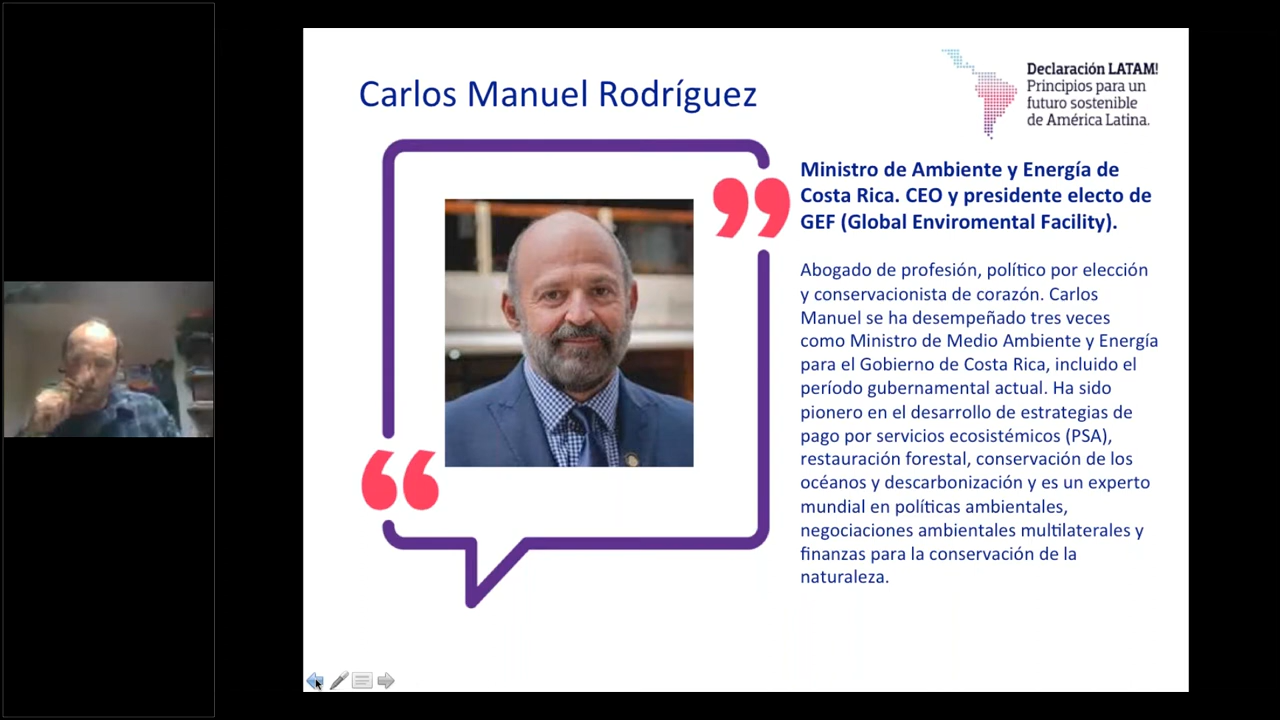 Carlos Manuel Rodríguez
Declaración LATAM!
Principios para un
futuro sostenible
de América Latina.
Ministro de Ambiente y Energía de
Costa Rica. CEO y presidente electo de
GEF (Global Enviromental Facility).
Abogado de profesión, político por elección
y conservacionista de corazón. Carlos
Manuel se ha desempeñado tres veces
como Ministro de Medio Ambiente y Energía
para el Gobierno de Costa Rica, incluido el
período gubernamental actual. Ha sido
pionero en el desarrollo de estrategias de
pago por servicios ecosistémicos (PSA),
restauración forestal, conservación de los
océanos y descarbonización y es un experto
mundial en políticas ambientales,
negociaciones ambientales multilaterales y
finanzas para la conservación de la
naturaleza.